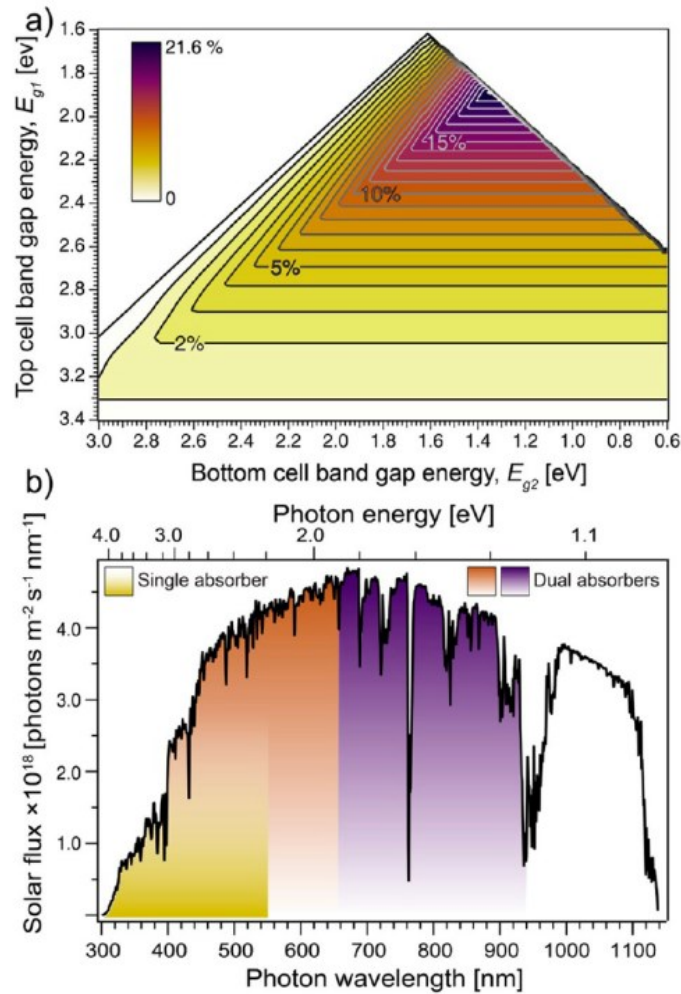 a)
Top cell band gap energy, Eg1 [ev]
1.6
1.8
2.0
2.2
2.4
2.6
2.8
3.0
3.2
3.4
21.6 %
0
15%
10%
5%
2%
3.0 2.8 2.6 2.4 2.2 2.0 1.8 1.6 1.4 1.2 1.0 0.8 0.6
Bottom cell band gap energy, Eg2 [eV]
b)
Photon energy [eV]
4.0 3.0 2.0 1.1
Single absorber
Dual absorbers
Solar flux ×10¹⁸ [photons m⁻² s⁻¹ nm⁻¹]
4.0
3.0
4.0
1.0
300 400 500 600 700 800 900 1000 1100
Photon wavelength [nm]